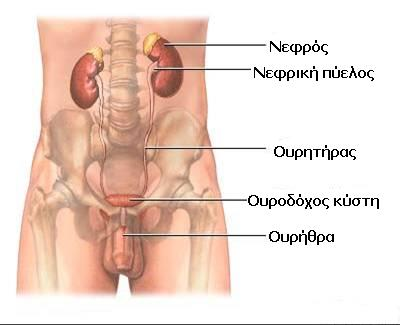 Νεφρός
Νεφρική πύελος
Ουρητήρας
Ουροδόχος κύστη
Ουρήθρα